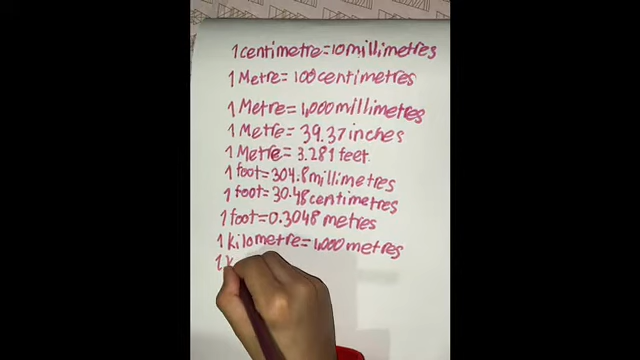 1 centimetre=10 millimetres
1 Metre= 100 centimetres
1 Metre= 1,000 millimetres
1 Metre= 39.37 inches
1 Metre= 3.281 feet
1 foot= 304.8 millimetres
1 foot= 30.48 centimetres
1 foot=0.3048 metres
1 kilometre= 1,000 metres
1 k